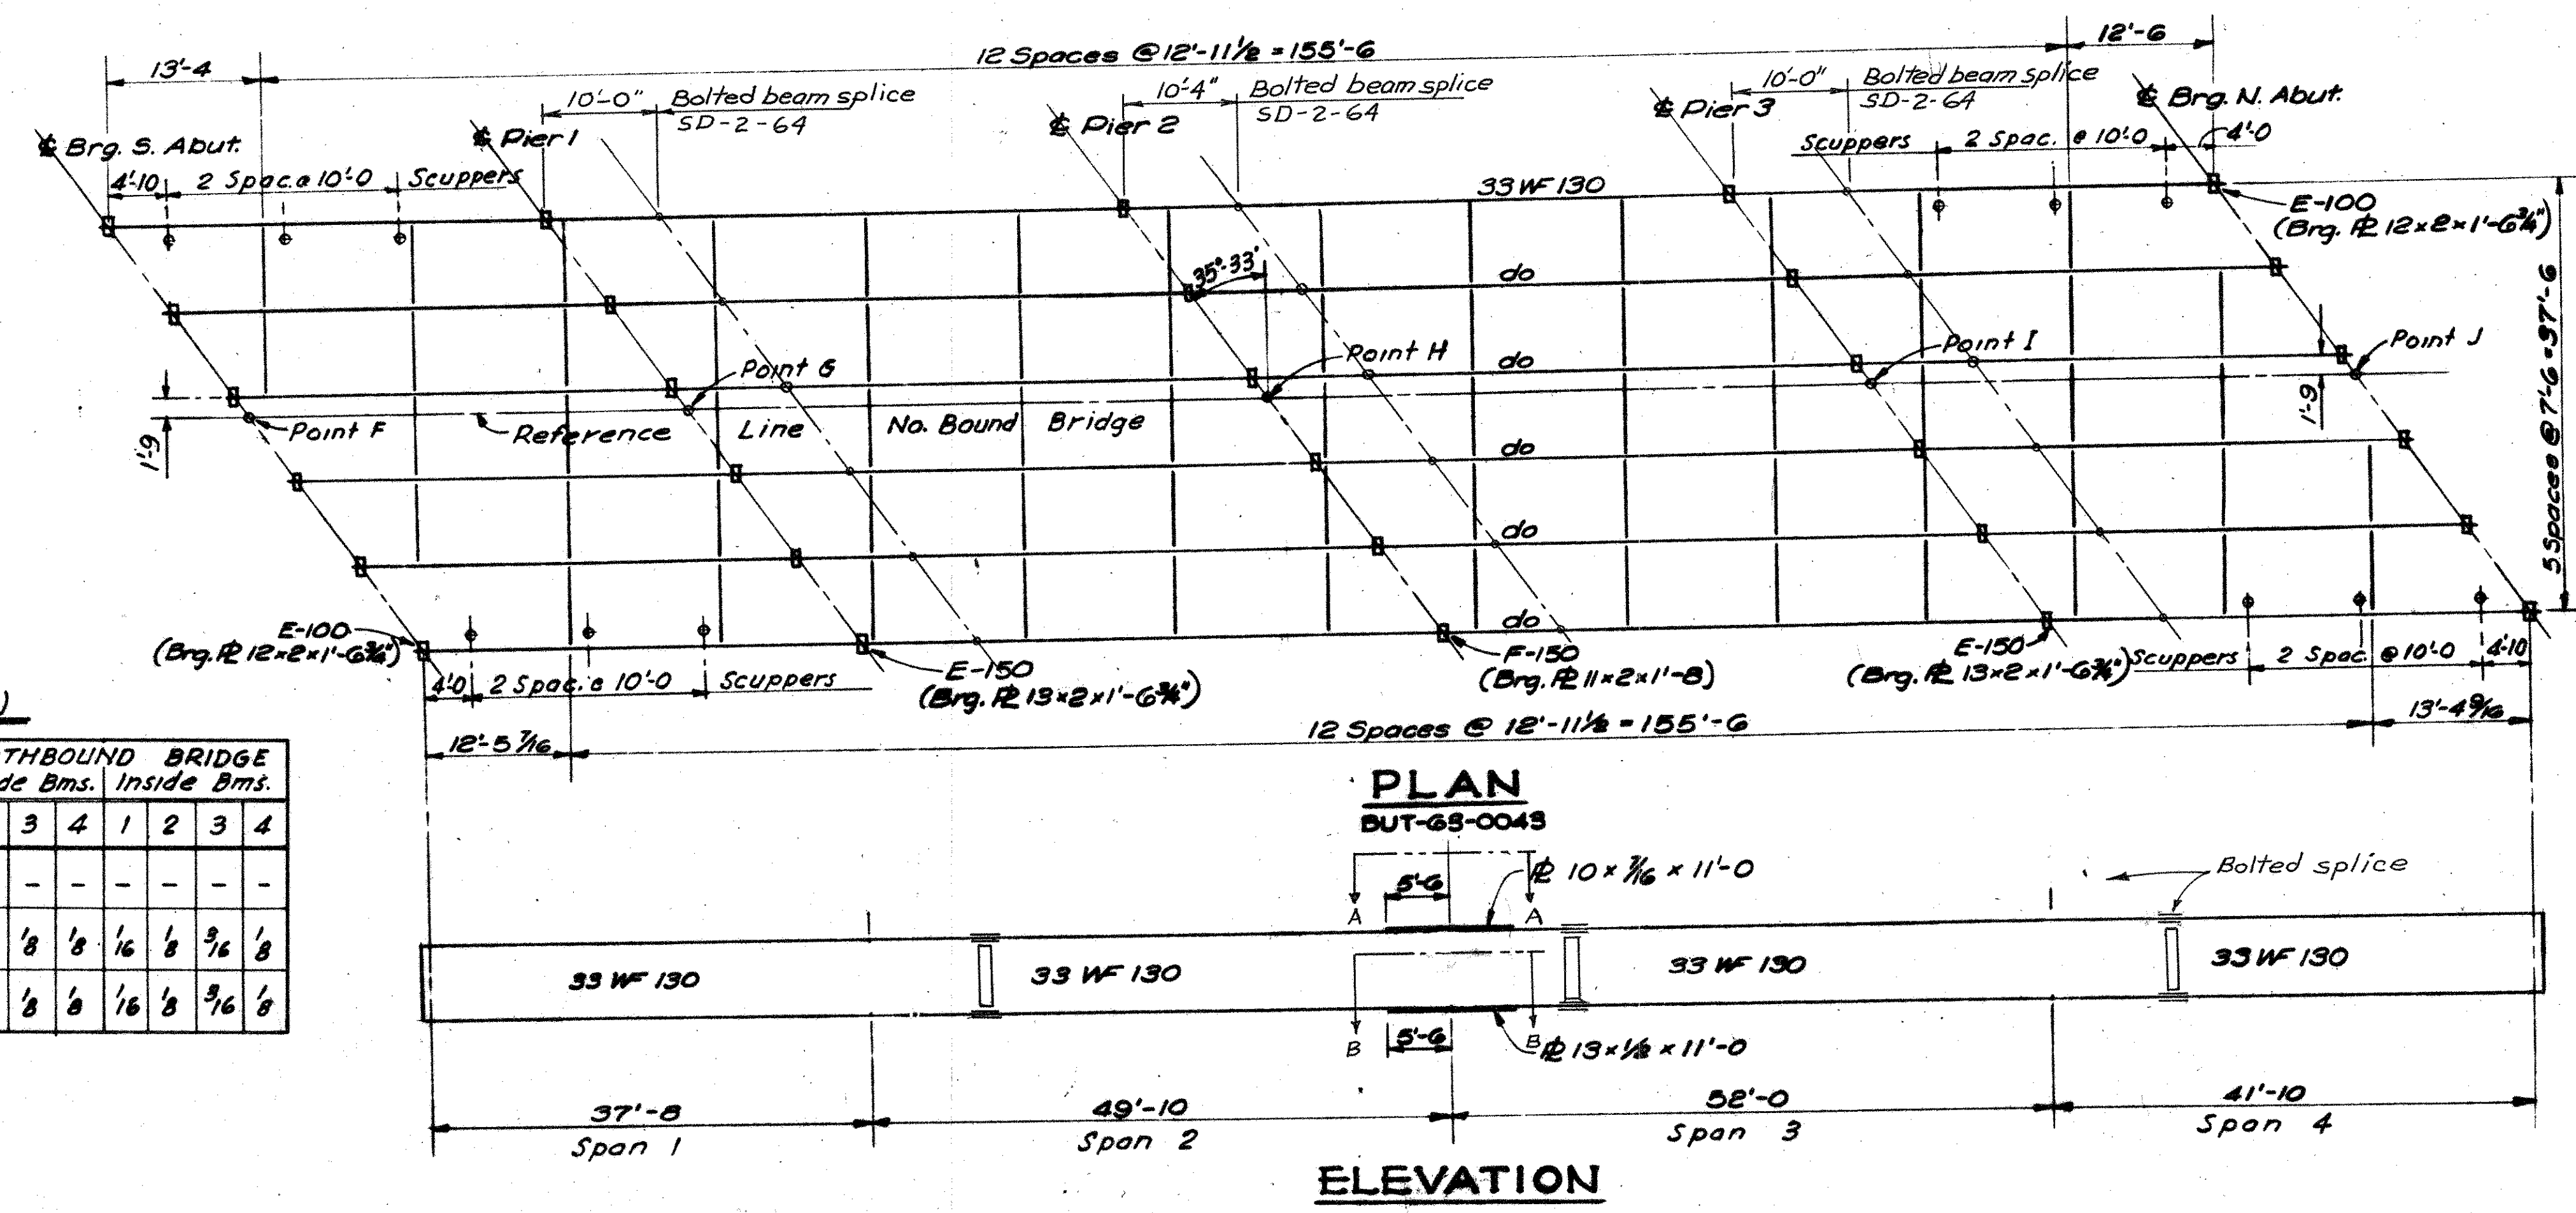 12 Spaces @ 12'-11½ = 155'-6
12'-6
13'-4
10'-0" Bolted beam splice
SD-2-64
10'-4" Bolted beam splice
SD-2-64
10'-0" Bolted beam splice
SD-2-64
℄ Brg. S. Abut.
℄ Pier 1
℄ Pier 2
℄ Pier 3
℄ Brg. N. Abut.
4'-10 2 Spac. @ 10'-0 Scuppers
Scuppers 2 Spac. @ 10'-0 4'-0
33 WF 130
E-100
(Brg. ℙ 12×2×1'-6¾")
35°-33'
do
do
do
do
do
Point G
Point H
Point I
Point J
Point F
1'-9
1'-9
Reference Line No. Bound Bridge
5 Spaces @ 7'-6 = 37'-6
E-100
(Brg. ℙ 12×2×1'-6¾")
E-150
(Brg. ℙ 13×2×1'-6¾")
F-150
(Brg. ℙ 11×2×1'-8)
E-150
(Brg. ℙ 13×2×1'-6¾")
4'-0 2 Spac. @ 10'-0 Scuppers
Scuppers 2 Spac. @ 10'-0 4'-10
12'-5 7/16
12 Spaces @ 12'-11½ = 155'-6
13'-4 9/16
PLAN
BUT-63-0043
)
THBOUND BRIDGE
de Bms. Inside Bms.
3 4 1 2 3 4
- - - - - -
1/8 1/8 1/16 1/8 3/16 1/8
1/8 1/8 1/16 1/8 3/16 1/8
5'-6
ℙ 10 × 7/16 × 11'-0
A A
Bolted splice
33 WF 130
33 WF 130
33 WF 130
33 WF 130
B B
5'-6
ℙ 13 × ½ × 11'-0
37'-8
Span 1
49'-10
Span 2
52'-0
Span 3
41'-10
Span 4
ELEVATION